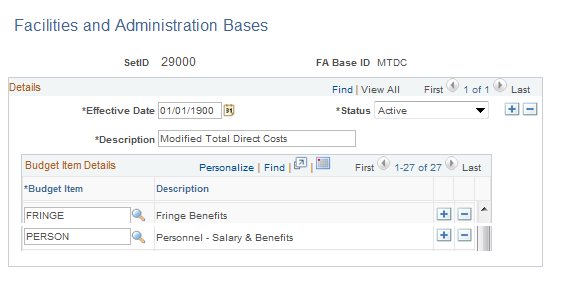 Facilities and Administration Bases
SetID 29000 FA Base ID MTDC
Details Find | View All First 1 of 1 Last
*Effective Date 01/01/1900 *Status Active
*Description Modified Total Direct Costs
Budget Item Details Personalize | Find | | First 1-27 of 27 Last
*Budget Item Description
FRINGE Fringe Benefits
PERSON Personnel - Salary & Benefits